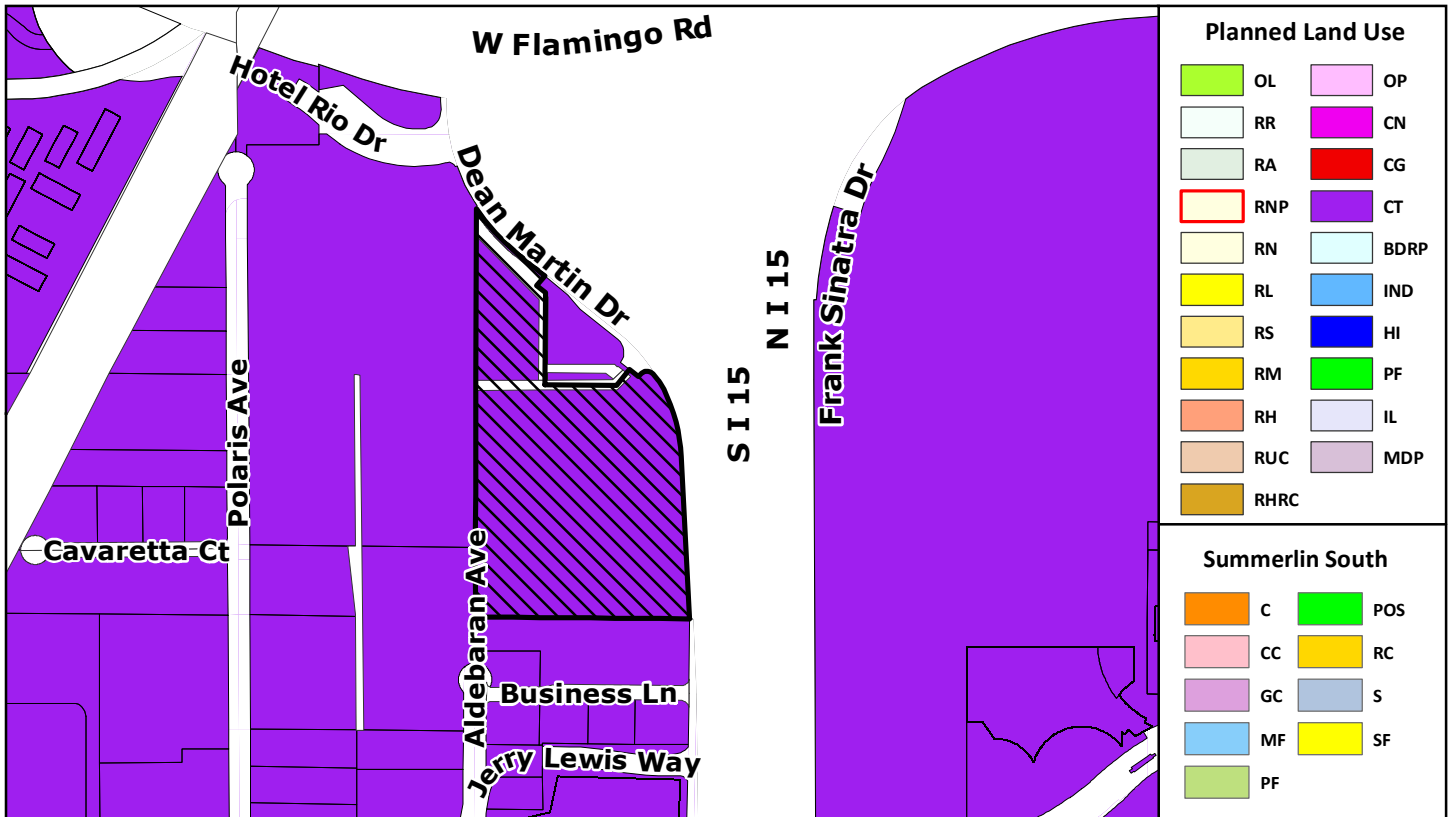 W Flamingo Rd
Hotel Rio Dr
Dean Martin Dr
Frank Sinatra Dr
N I 15
S I 15
Polaris Ave
Cavaretta Ct
Aldebaran Ave
Business Ln
Jerry Lewis Way
Planned Land Use
OL OP
RR CN
RA CG
RNP CT
RN BDRP
RL IND
RS HI
RM PF
RH IL
RUC MDP
RHRC
Summerlin South
C POS
CC RC
GC S
MF SF
PF